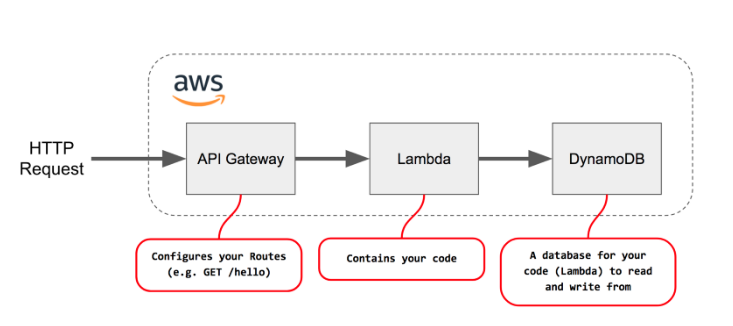 aws
HTTP
Request
API Gateway
Lambda
DynamoDB
Configures your Routes
(e.g. GET /hello)
Contains your code
A database for your
code (Lambda) to read
and write from